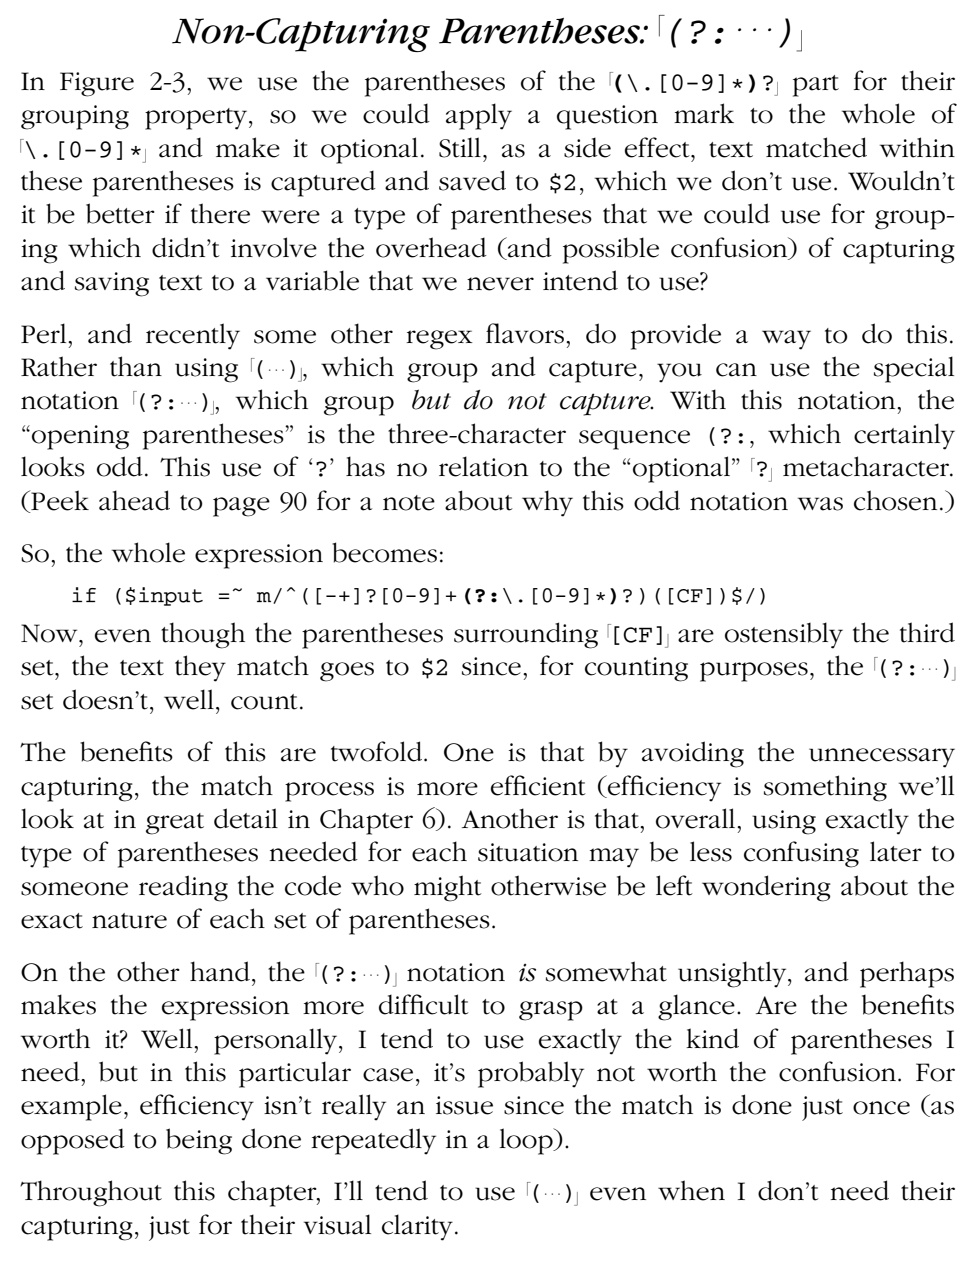 Non-Capturing Parentheses: ⌈(?:···)⌋
In Figure 2-3, we use the parentheses of the ⌈(\.[0-9]*)?⌋ part for their
grouping property, so we could apply a question mark to the whole of
⌈\.[0-9]*⌋ and make it optional. Still, as a side effect, text matched within
these parentheses is captured and saved to $2, which we don’t use. Wouldn’t
it be better if there were a type of parentheses that we could use for group-
ing which didn’t involve the overhead (and possible confusion) of capturing
and saving text to a variable that we never intend to use?
Perl, and recently some other regex flavors, do provide a way to do this.
Rather than using ⌈(···)⌋, which group and capture, you can use the special
notation ⌈(?:···)⌋, which group but do not capture. With this notation, the
“opening parentheses” is the three-character sequence (?:, which certainly
looks odd. This use of ‘?’ has no relation to the “optional” ⌈?⌋ metacharacter.
(Peek ahead to page 90 for a note about why this odd notation was chosen.)
So, the whole expression becomes:
if ($input =~ m/^([-+]?[0-9]+(?:\.[0-9]*)?)([CF])$/)
Now, even though the parentheses surrounding ⌈[CF]⌋ are ostensibly the third
set, the text they match goes to $2 since, for counting purposes, the ⌈(?:···)⌋
set doesn’t, well, count.
The benefits of this are twofold. One is that by avoiding the unnecessary
capturing, the match process is more efficient (efficiency is something we’ll
look at in great detail in Chapter 6). Another is that, overall, using exactly the
type of parentheses needed for each situation may be less confusing later to
someone reading the code who might otherwise be left wondering about the
exact nature of each set of parentheses.
On the other hand, the ⌈(?:···)⌋ notation is somewhat unsightly, and perhaps
makes the expression more difficult to grasp at a glance. Are the benefits
worth it? Well, personally, I tend to use exactly the kind of parentheses I
need, but in this particular case, it’s probably not worth the confusion. For
example, efficiency isn’t really an issue since the match is done just once (as
opposed to being done repeatedly in a loop).
Throughout this chapter, I’ll tend to use ⌈(···)⌋ even when I don’t need their
capturing, just for their visual clarity.